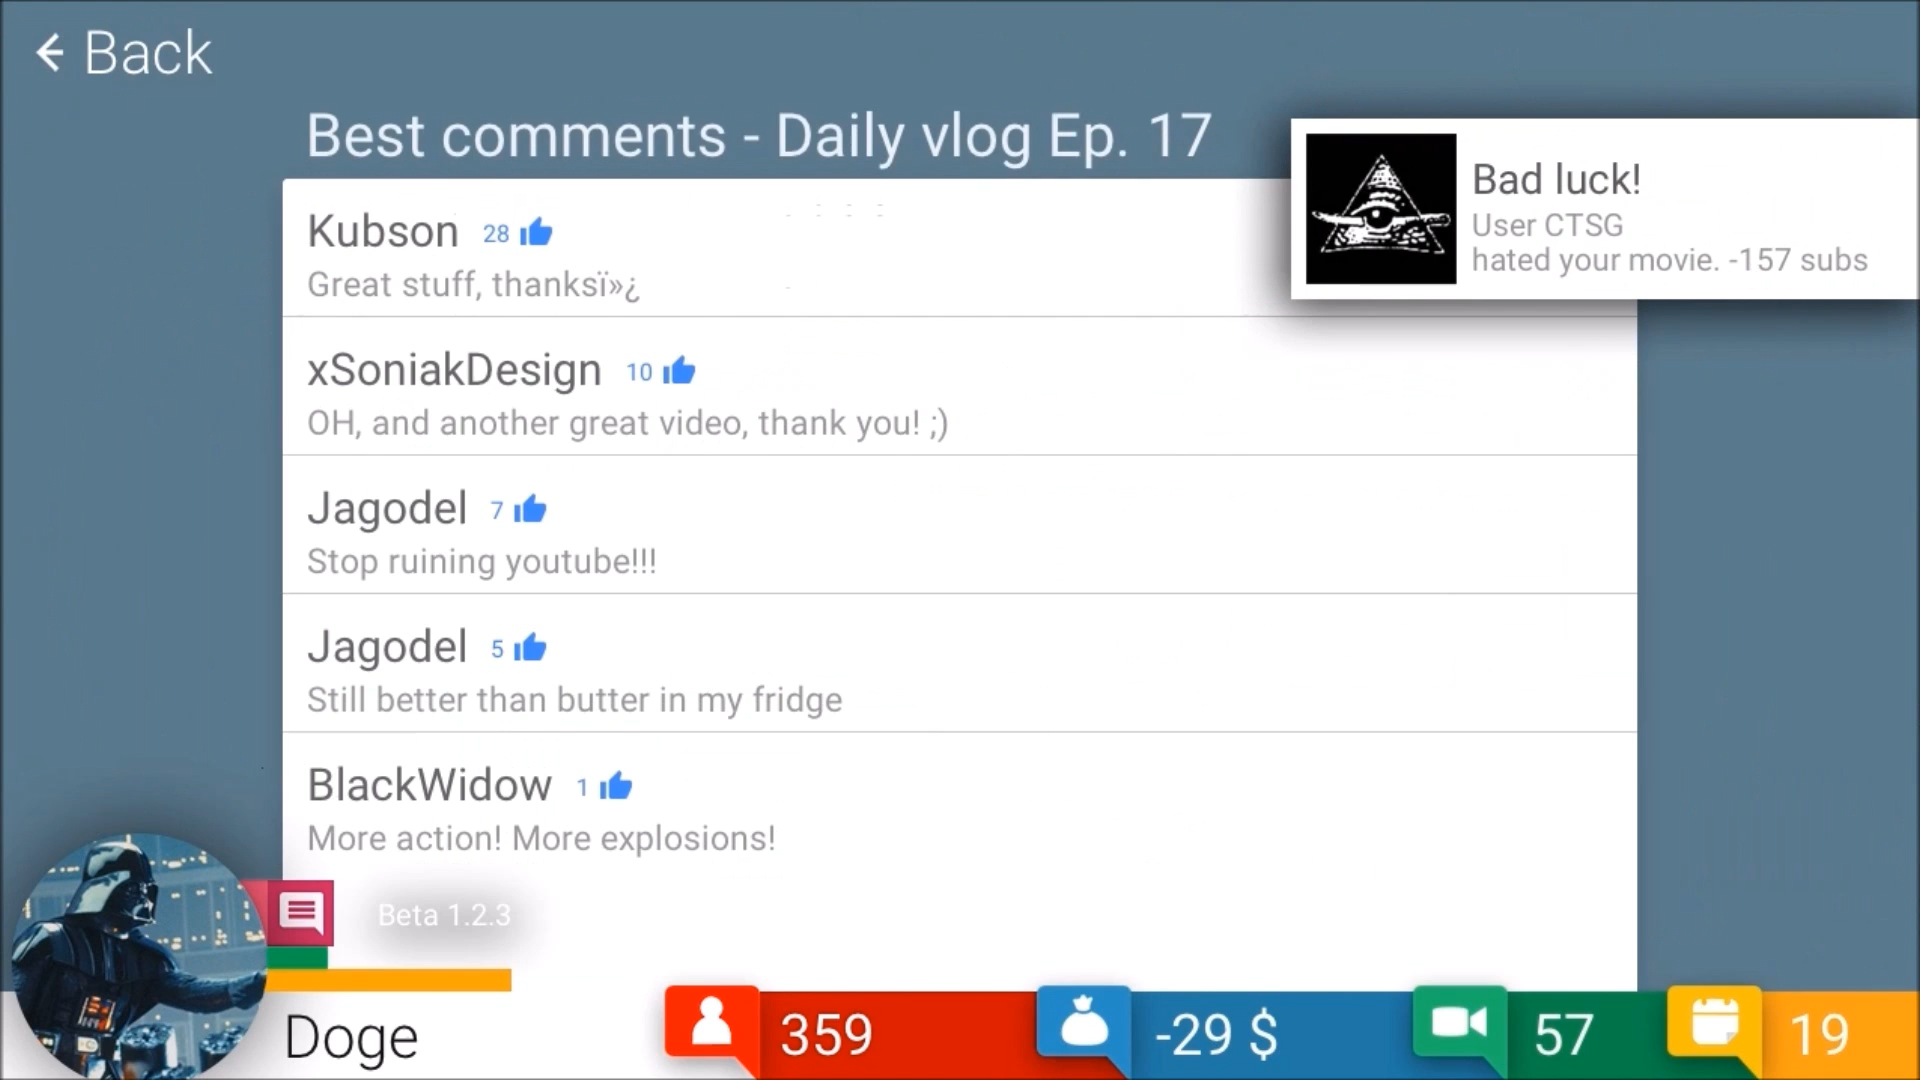 Back
Best comments - Daily vlog Ep. 17
Bad luck!
User CTSG
hated your movie. -157 subs
Kubson 28
Great stuff, thanksï»¿
xSoniakDesign 10
OH, and another great video, thank you! ;)
Jagodel 7
Stop ruining youtube!!!
Jagodel 5
Still better than butter in my fridge
BlackWidow 1
More action! More explosions!
Beta 1.2.3
Doge
359
-29 $
57
19